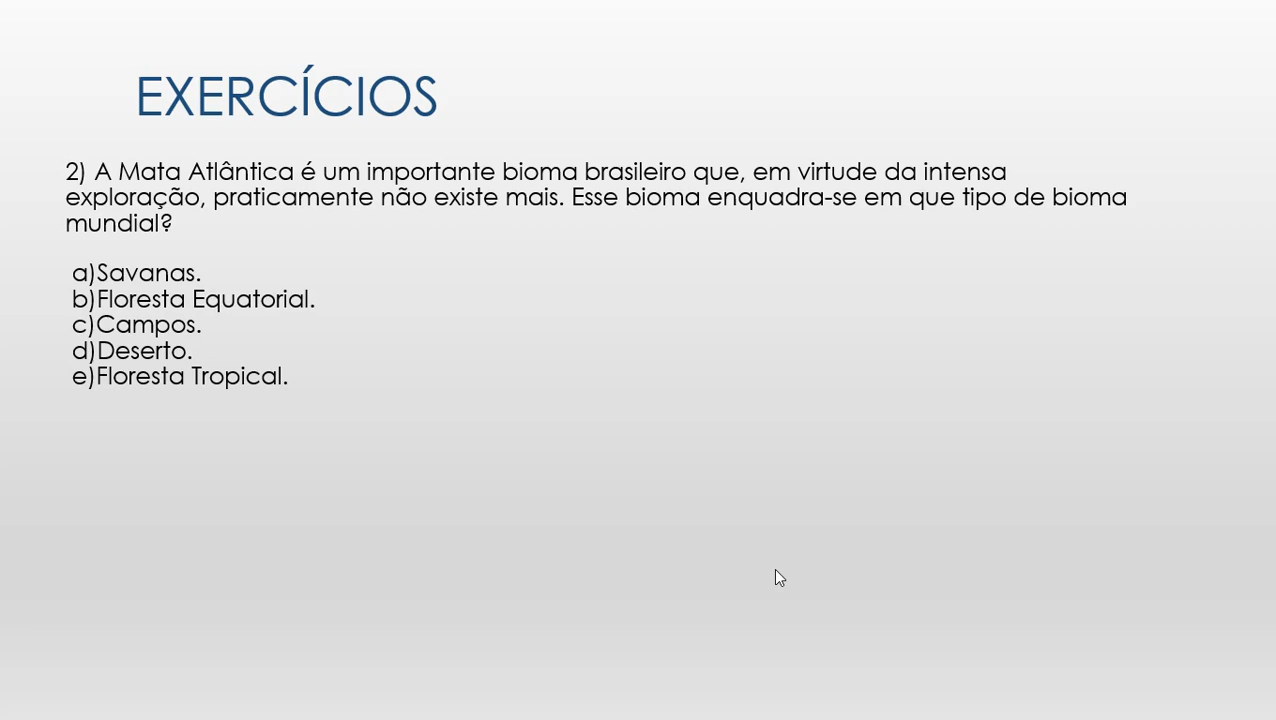 EXERCÍCIOS
2) A Mata Atlântica é um importante bioma brasileiro que, em virtude da intensa
exploração, praticamente não existe mais. Esse bioma enquadra-se em que tipo de bioma
mundial?
a)Savanas.
b)Floresta Equatorial.
c)Campos.
d)Deserto.
e)Floresta Tropical.